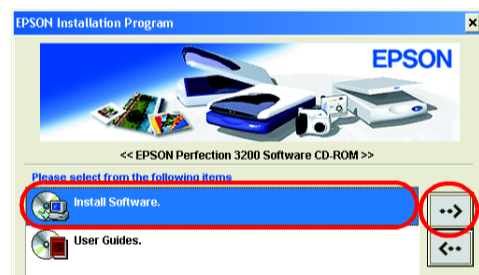 EPSON Installation Program
EPSON
<< EPSON Perfection 3200 Software CD-ROM >>
Please select from the following items
Install Software.
-->
User Guides.
<--